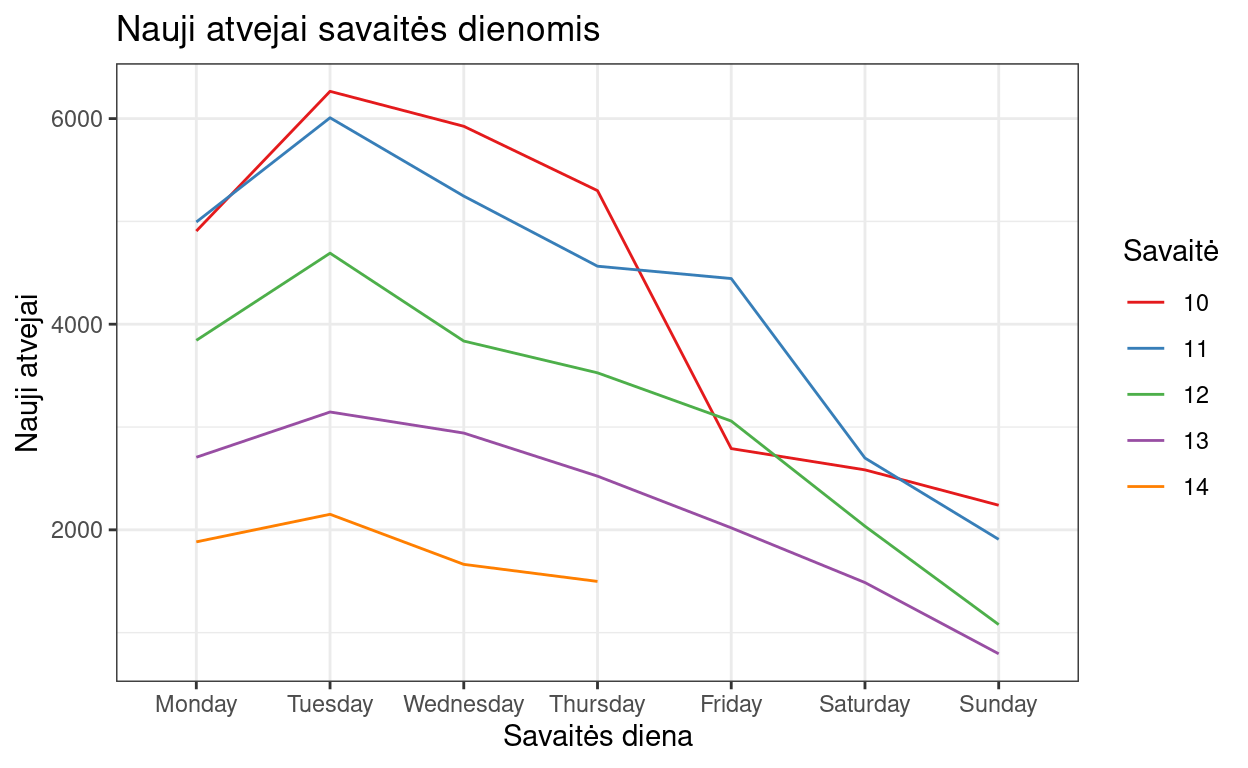 Nauji atvejai savaitės dienomis
Nauji atvejai
6000
4000
2000
Monday Tuesday Wednesday Thursday Friday Saturday Sunday
Savaitės diena
Savaitė
10
11
12
13
14